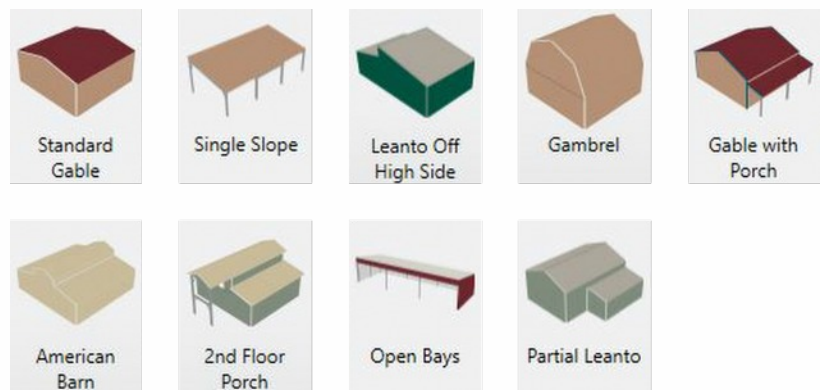 Standard
Gable
Single Slope
Leanto Off
High Side
Gambrel
Gable with
Porch
American
Barn
2nd Floor
Porch
Open Bays
Partial Leanto